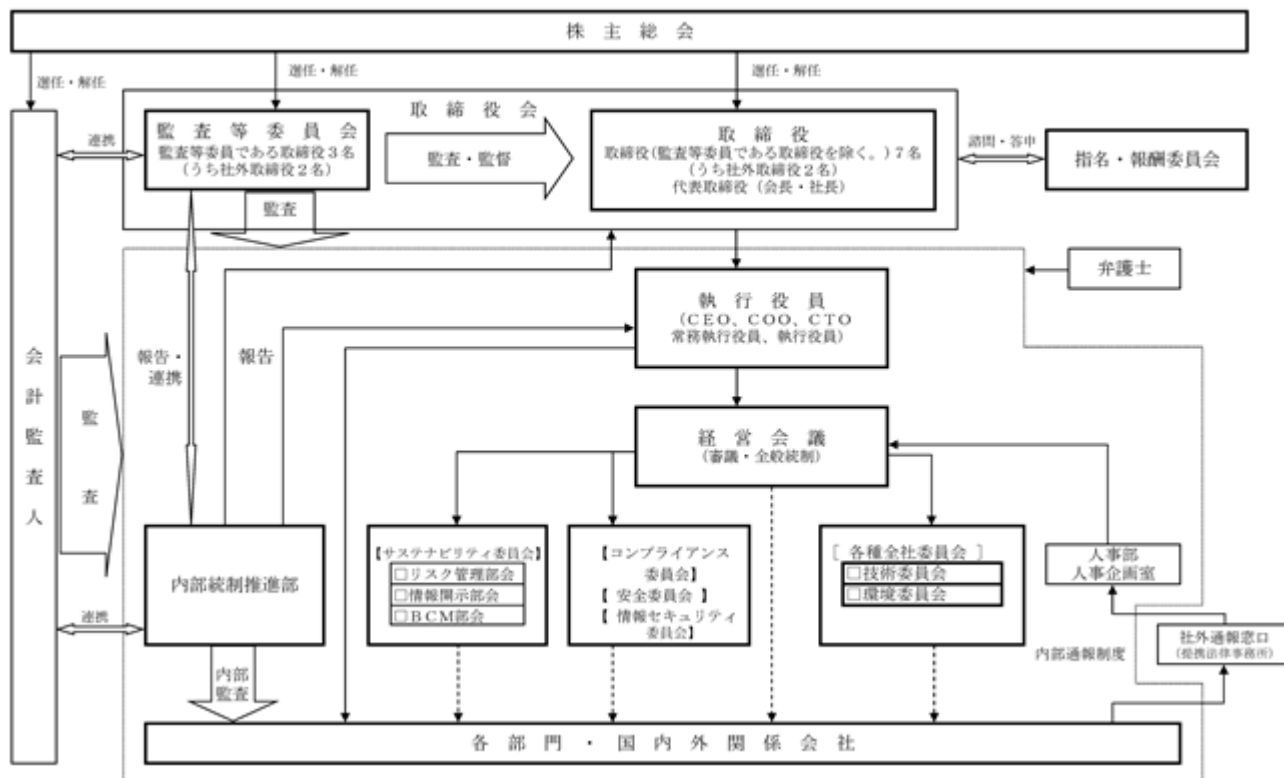 株主総会
選任・解任
選任・解任
選任・解任
取締役会
監査等委員会
監査等委員である取締役3名
(うち社外取締役2名)
連携
監査・監督
取締役
取締役(監査等委員である取締役を除く。)7名
(うち社外取締役2名)
代表取締役(会長・社長)
諮問・答申
指名・報酬委員会
監査
弁護士
執行役員
(CEO、COO、CTO
常務執行役員、執行役員)
会計監査人
監査
報告・
連携
報告
経営会議
(審議・全般統制)
内部統制推進部
【サステナビリティ委員会】
□リスク管理部会
□情報開示部会
□BCM部会
【コンプライアンス
委員会】
【安全委員会】
【情報セキュリティ
委員会】
[各種全社委員会]
□技術委員会
□環境委員会
人事部
人事企画室
連携
内部通報制度
社外通報窓口
(提携法律事務所)
内部
監査
各部門・国内外関係会社